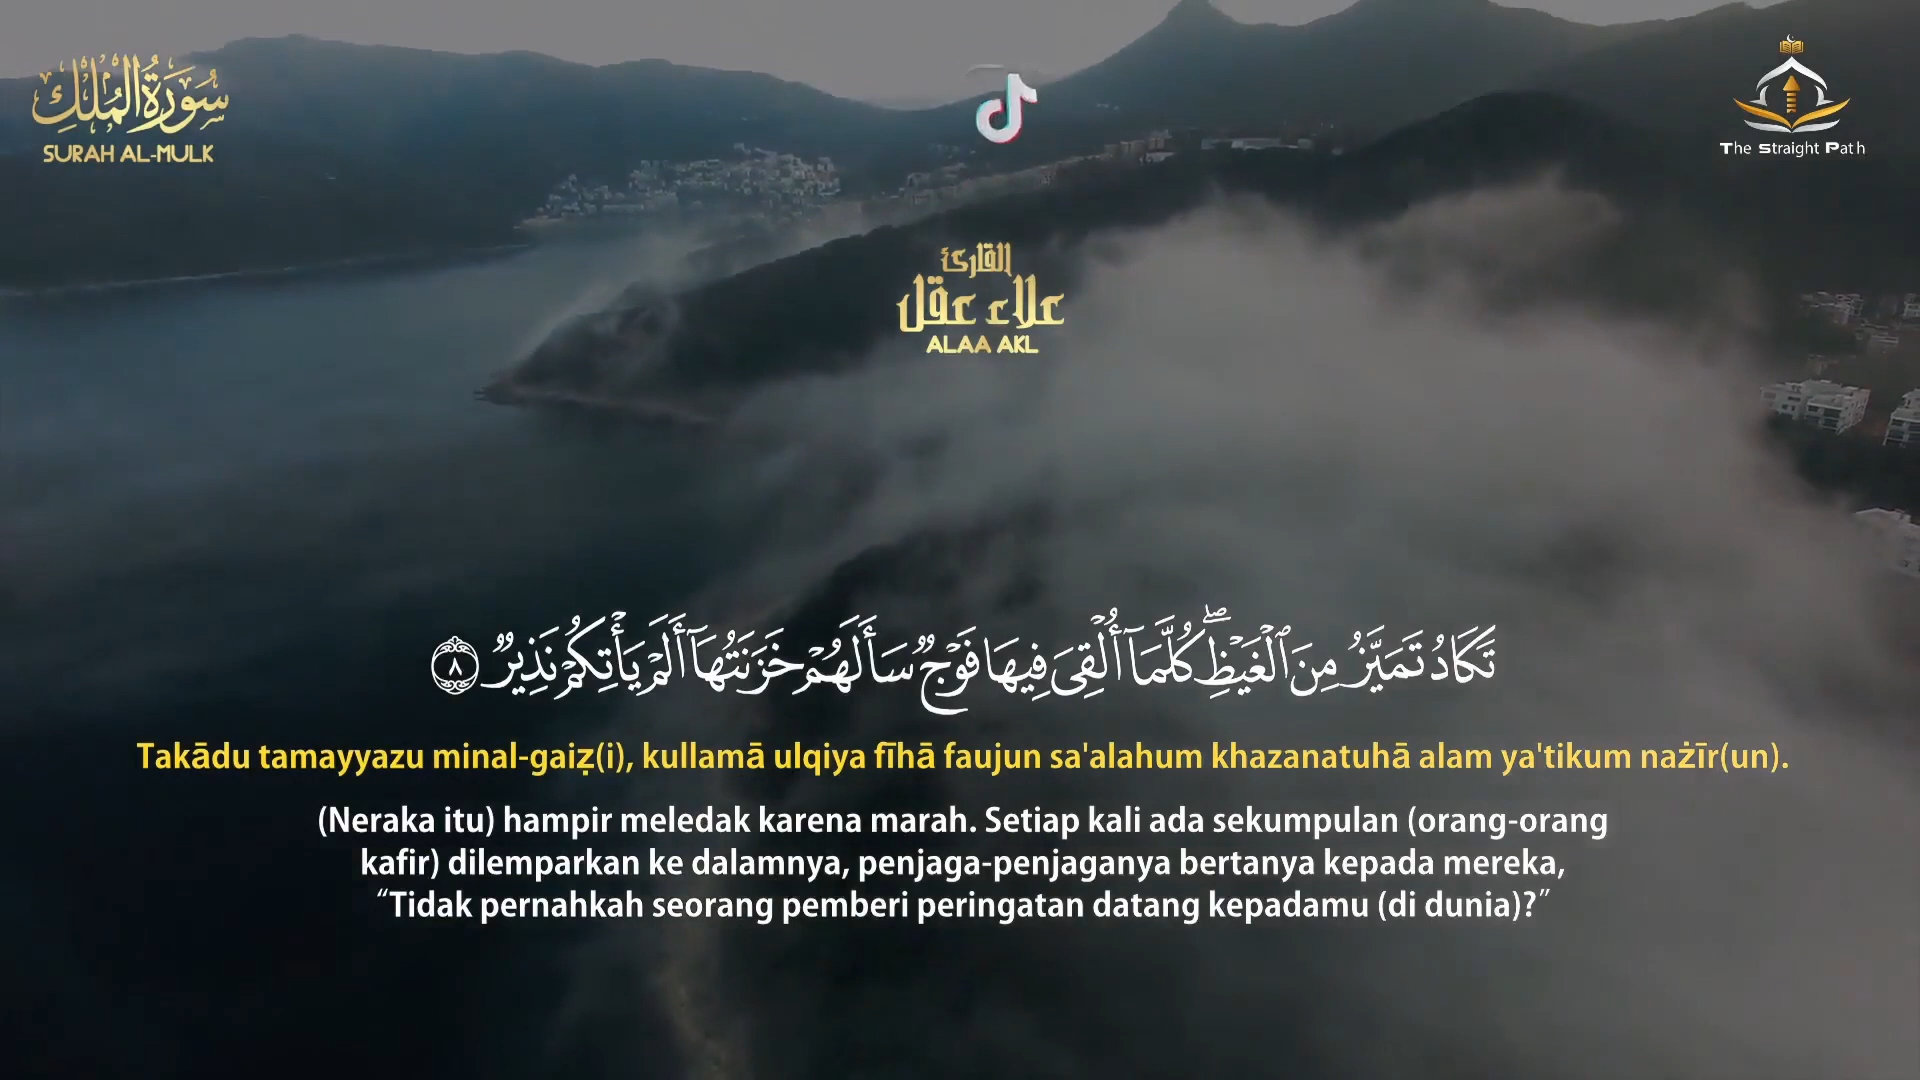 سُورَةُ الْمُلْكِ
SURAH AL-MULK
The Straight Path
القارئ
علاء عقل
ALAA AKL
تَكَادُ تَمَيَّزُ مِنَ ٱلْغَيْظِ ۖ كُلَّمَآ أُلْقِىَ فِيهَا فَوْجٌ سَأَلَهُمْ خَزَنَتُهَآ أَلَمْ يَأْتِكُمْ نَذِيرٌ ٨
Takādu tamayyazu minal-gaiẓ(i), kullamā ulqiya fīhā faujun sa'alahum khazanatuhā alam ya'tikum nażīr(un).
(Neraka itu) hampir meledak karena marah. Setiap kali ada sekumpulan (orang-orang
kafir) dilemparkan ke dalamnya, penjaga-penjaganya bertanya kepada mereka,
“Tidak pernahkah seorang pemberi peringatan datang kepadamu (di dunia)?”